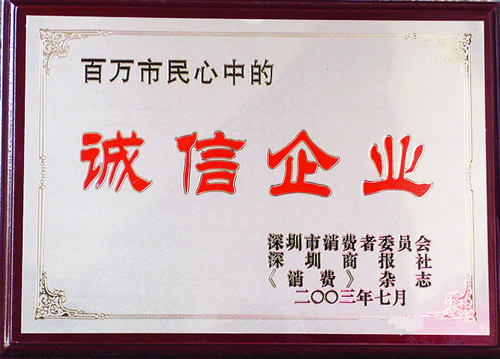 百万市民心中的
诚信企业
深圳市消费者委员会
深圳商报社
《消费》杂志
二〇〇三年七月